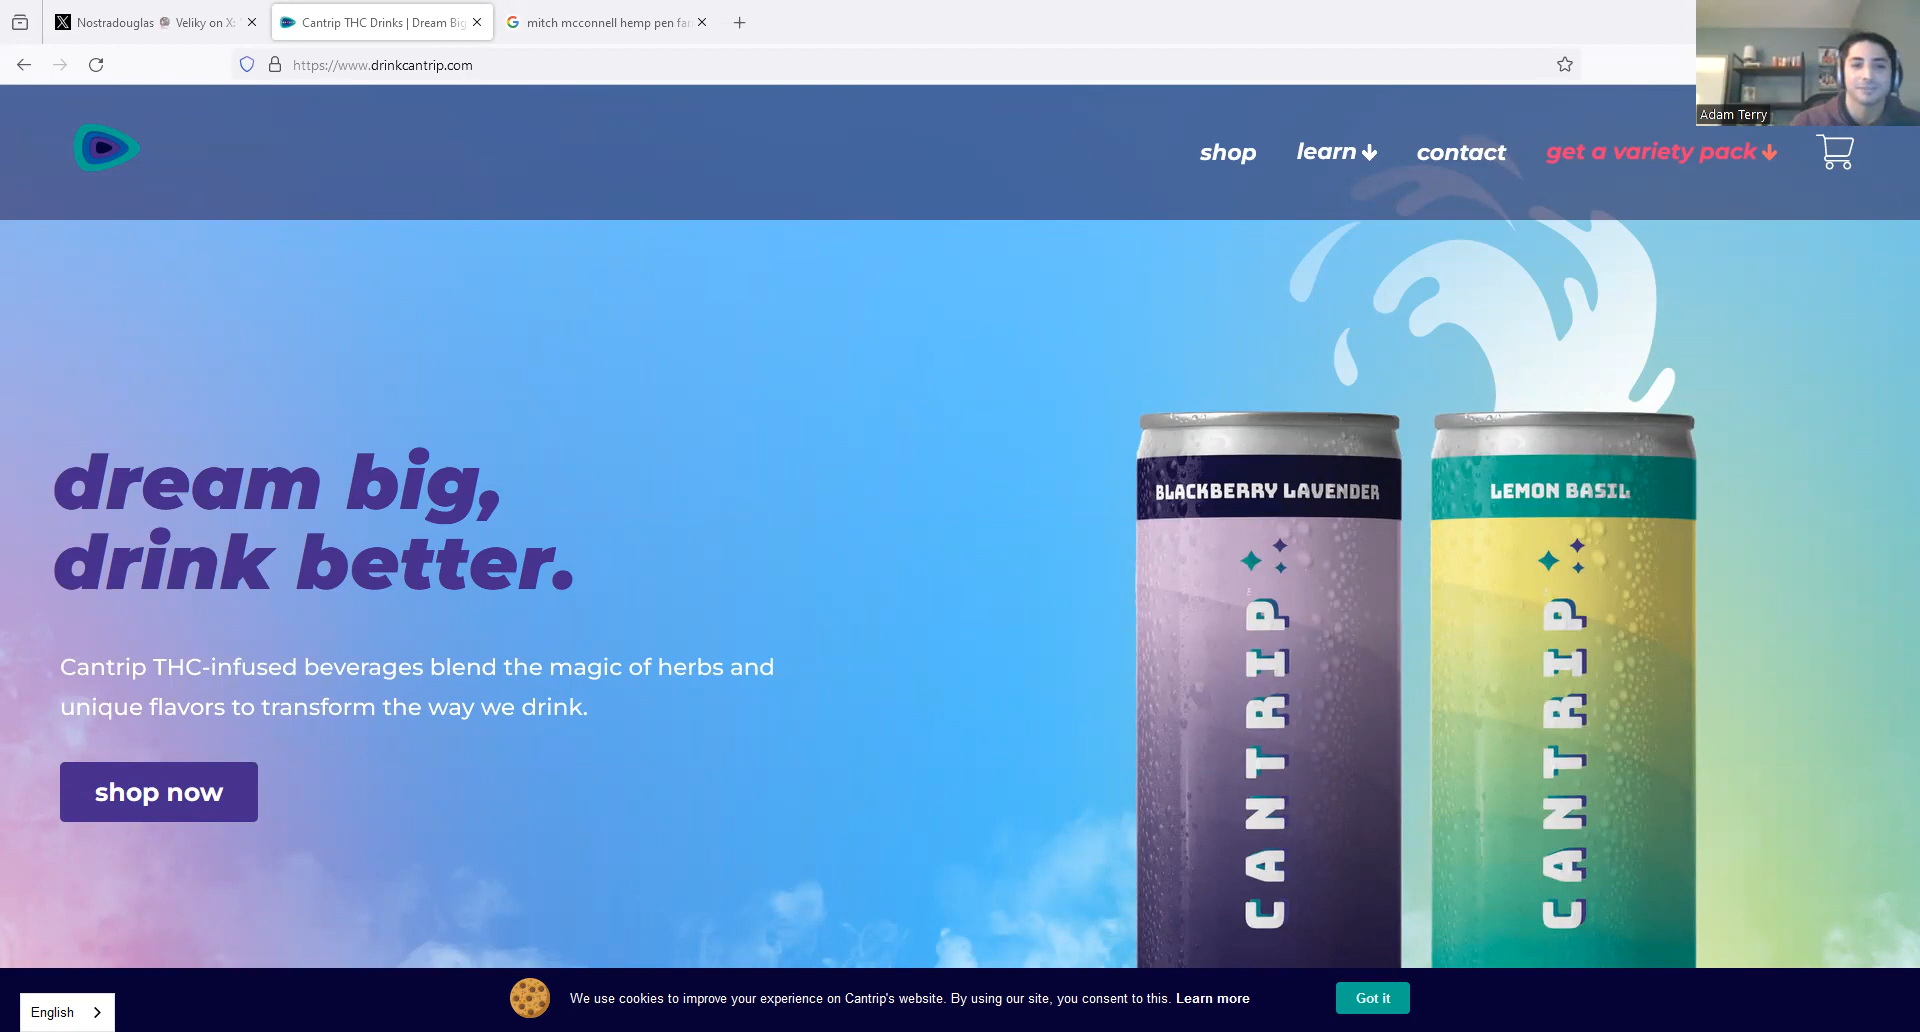 Nostradouglas Veliky on X:
Cantrip THC Drinks | Dream Big
mitch mcconnell hemp pen far
https://www.drinkcantrip.com
Adam Terry
shop
learn
contact
get a variety pack
dream big,
drink better.
Cantrip THC-infused beverages blend the magic of herbs and
unique flavors to transform the way we drink.
shop now
BLACKBERRY LAVENDER
CANTRIP
LEMON BASIL
CANTRIP
We use cookies to improve your experience on Cantrip's website. By using our site, you consent to this. Learn more
Got it
English